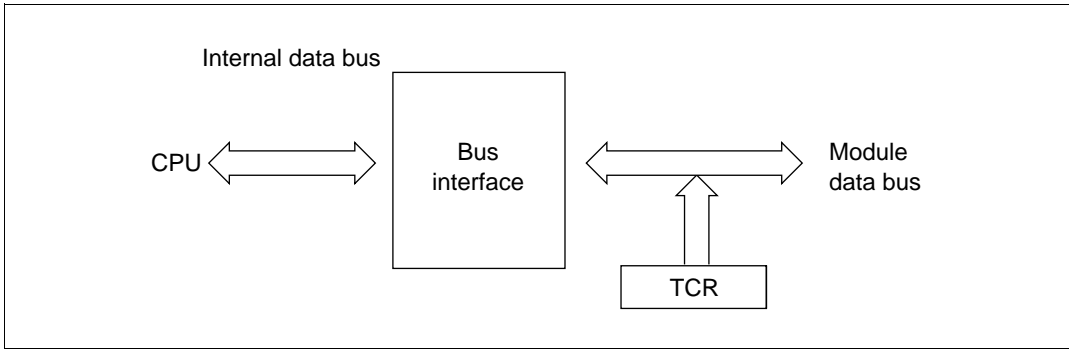 Internal data bus
CPU
Bus
interface
Module
data bus
TCR